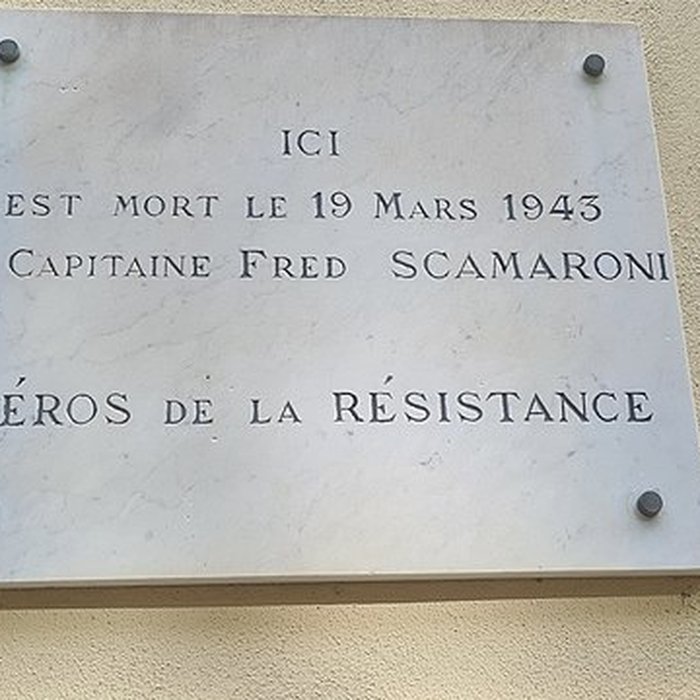 ICI
EST MORT LE 19 MARS 1943
CAPITAINE FRED SCAMARONI
ÉROS DE LA RÉSISTANCE